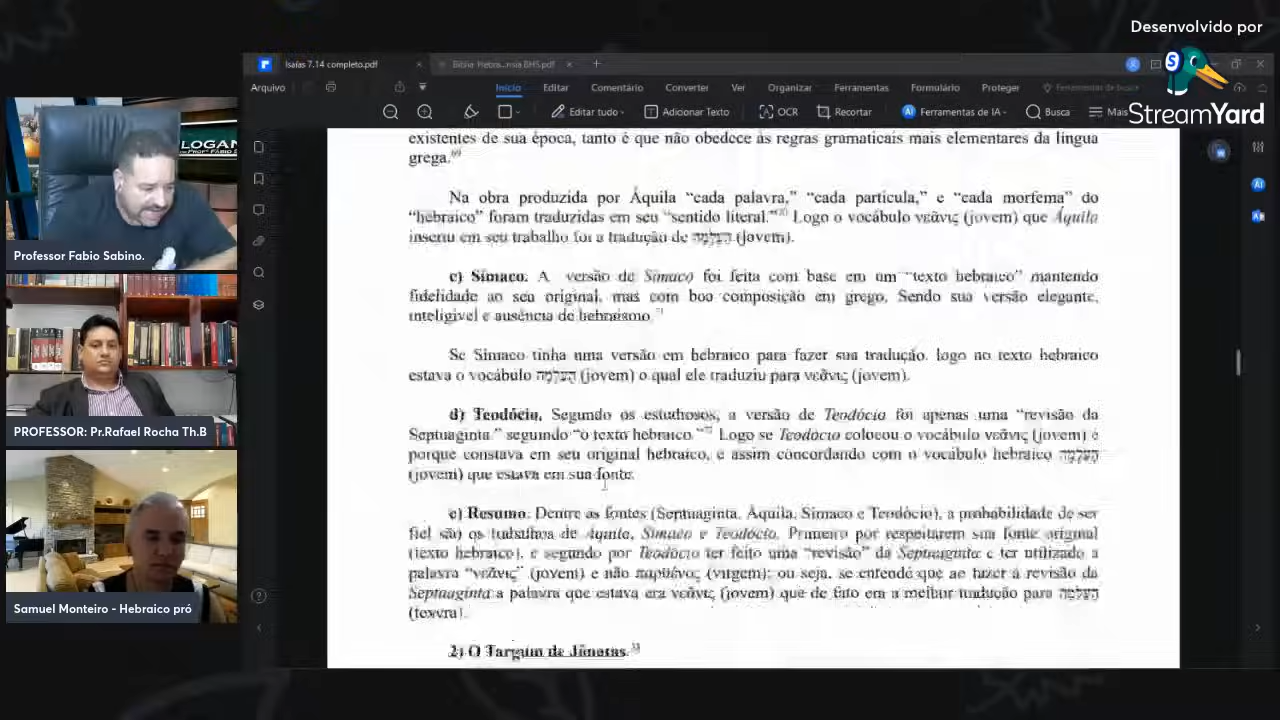 Desenvolvido por
StreamYard
Isaías 7.14 completo.pdf
Arquivo
Início Editar Comentário Converter Ver Organizar Ferramentas Formulário Proteger Ferramentas de Busca
Editar tudo Adicionar Texto OCR Recortar Ferramentas de IA Busca Mais
existentes de sua época, tanto é que não obedece às regras gramaticais mais elementares da língua
grega.69
Na obra produzida por Áquila “cada palavra,” “cada partícula,” e “cada morfema” do
“hebraico” foram traduzidas em seu “sentido literal.”70 Logo o vocábulo νεᾶνις (jovem) que Áquila
inseriu em seu trabalho foi a tradução de הָעַלְמָה (jovem).
c) Símaco. A versão de Símaco foi feita com base em um “texto hebraico” mantendo
fidelidade ao seu original, mas com boa composição em grego. Sendo sua versão elegante,
inteligível e ausência de hebraísmo.71
Se Símaco tinha uma versão em hebraico para fazer sua tradução, logo no texto hebraico
estava o vocábulo הָעַלְמָה (jovem) o qual ele traduziu para νεᾶνις (jovem).
d) Teodócio. Segundo os estudiosos, a versão de Teodócio foi apenas uma “revisão da
Septuaginta” seguindo “o texto hebraico.”72 Logo se Teodócio colocou o vocábulo νεᾶνις (jovem) é
porque constava em seu original hebraico, e assim concordando com o vocábulo hebraico הָעַלְמָה
(jovem) que estava em sua fonte.
e) Resumo. Dentre as fontes (Septuaginta, Áquila, Símaco e Teodócio), a probabilidade de ser
fiel são os trabalhos de Áquila, Símaco e Teodócio. Primeiro por respeitarem sua fonte original
(texto hebraico), e segundo por Teodócio ter feito uma “revisão” da Septuaginta e ter utilizado a
palavra “νεᾶνις” (jovem) e não παρθένος (virgem); ou seja, se entende que ao fazer a revisão da
Septuaginta a palavra que estava era νεᾶνις (jovem) que de fato era a melhor tradução para הָעַלְמָה
(jovem).
2) O Targum de Jônatas.
LOGAN
Professor Fabio Sabino.
PROFESSOR: Pr.Rafael Rocha Th.B
Samuel Monteiro - Hebraico pró